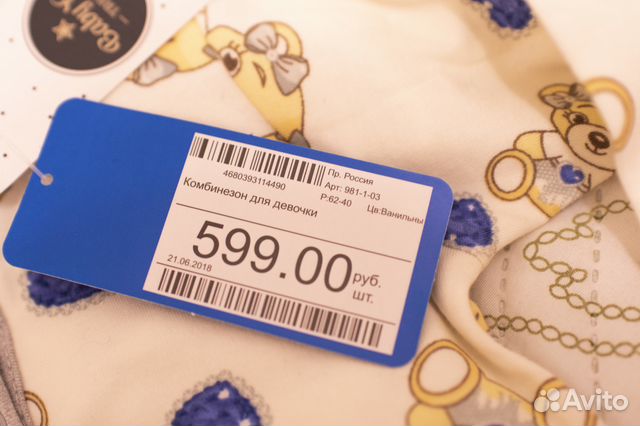 Baby
4680393114490
Пр. Россия
Арт: 981-1-03
Р:62-40 Цв:Ванильны
Комбинезон для девочки
599.00 руб.
шт.
21.06.2018
Avito